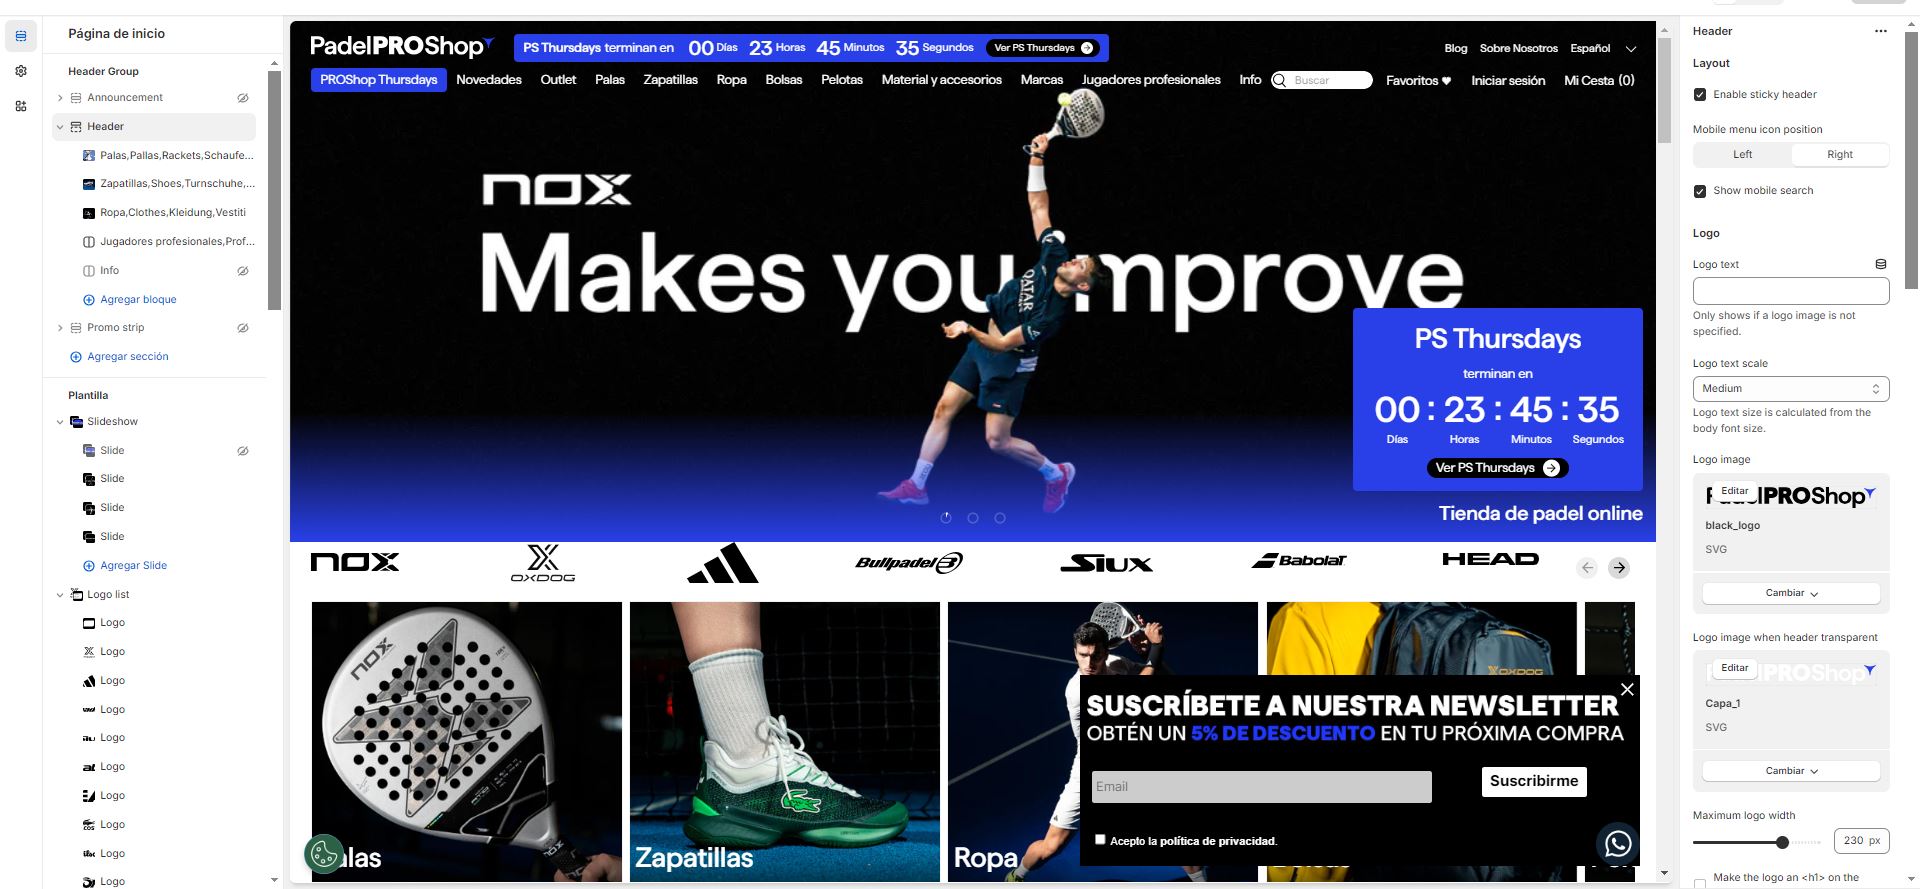 Página de inicio
Header Group
Announcement
Header
Palas,Pallas,Rackets,Schaufe...
Zapatillas,Shoes,Turnschuhe,...
Ropa,Clothes,Kleidung,Vestiti
Jugadores profesionales,Prof...
Info
Agregar bloque
Promo strip
Agregar sección
Plantilla
Slideshow
Slide
Slide
Slide
Slide
Agregar Slide
Logo list
Logo
Logo
Logo
Logo
Logo
Logo
Logo
Logo
Logo
Logo
PadelPROShop
PS Thursdays terminan en 00 Días 23 Horas 45 Minutos 35 Segundos Ver PS Thursdays
Blog Sobre Nosotros Español
PROShop Thursdays Novedades Outlet Palas Zapatillas Ropa Bolsas Pelotas Material y accesorios Marcas Jugadores profesionales Info Buscar Favoritos ♥ Iniciar sesión Mi Cesta (0)
nox
Makes you improve
QATAR
PS Thursdays
terminan en
00 : 23 : 45 : 35
Días Horas Minutos Segundos
Ver PS Thursdays
Tienda de padel online
nox OXDOG Bullpadel SIUX Babolat HEAD
NOX
OXDOG
alas
Zapatillas
Ropa
SUSCRÍBETE A NUESTRA NEWSLETTER
OBTÉN UN 5% DE DESCUENTO EN TU PRÓXIMA COMPRA
Email
Suscribirme
Acepto la política de privacidad.
Header
Layout
Enable sticky header
Mobile menu icon position
Left Right
Show mobile search
Logo
Logo text
Only shows if a logo image is not
specified.
Logo text scale
Medium
Logo text size is calculated from the
body font size.
Logo image
Editar
PadelPROShop
black_logo
SVG
Cambiar
Logo image when header transparent
Editar
lPROShop
Capa_1
SVG
Cambiar
Maximum logo width
230 px
Make the logo an <h1> on the